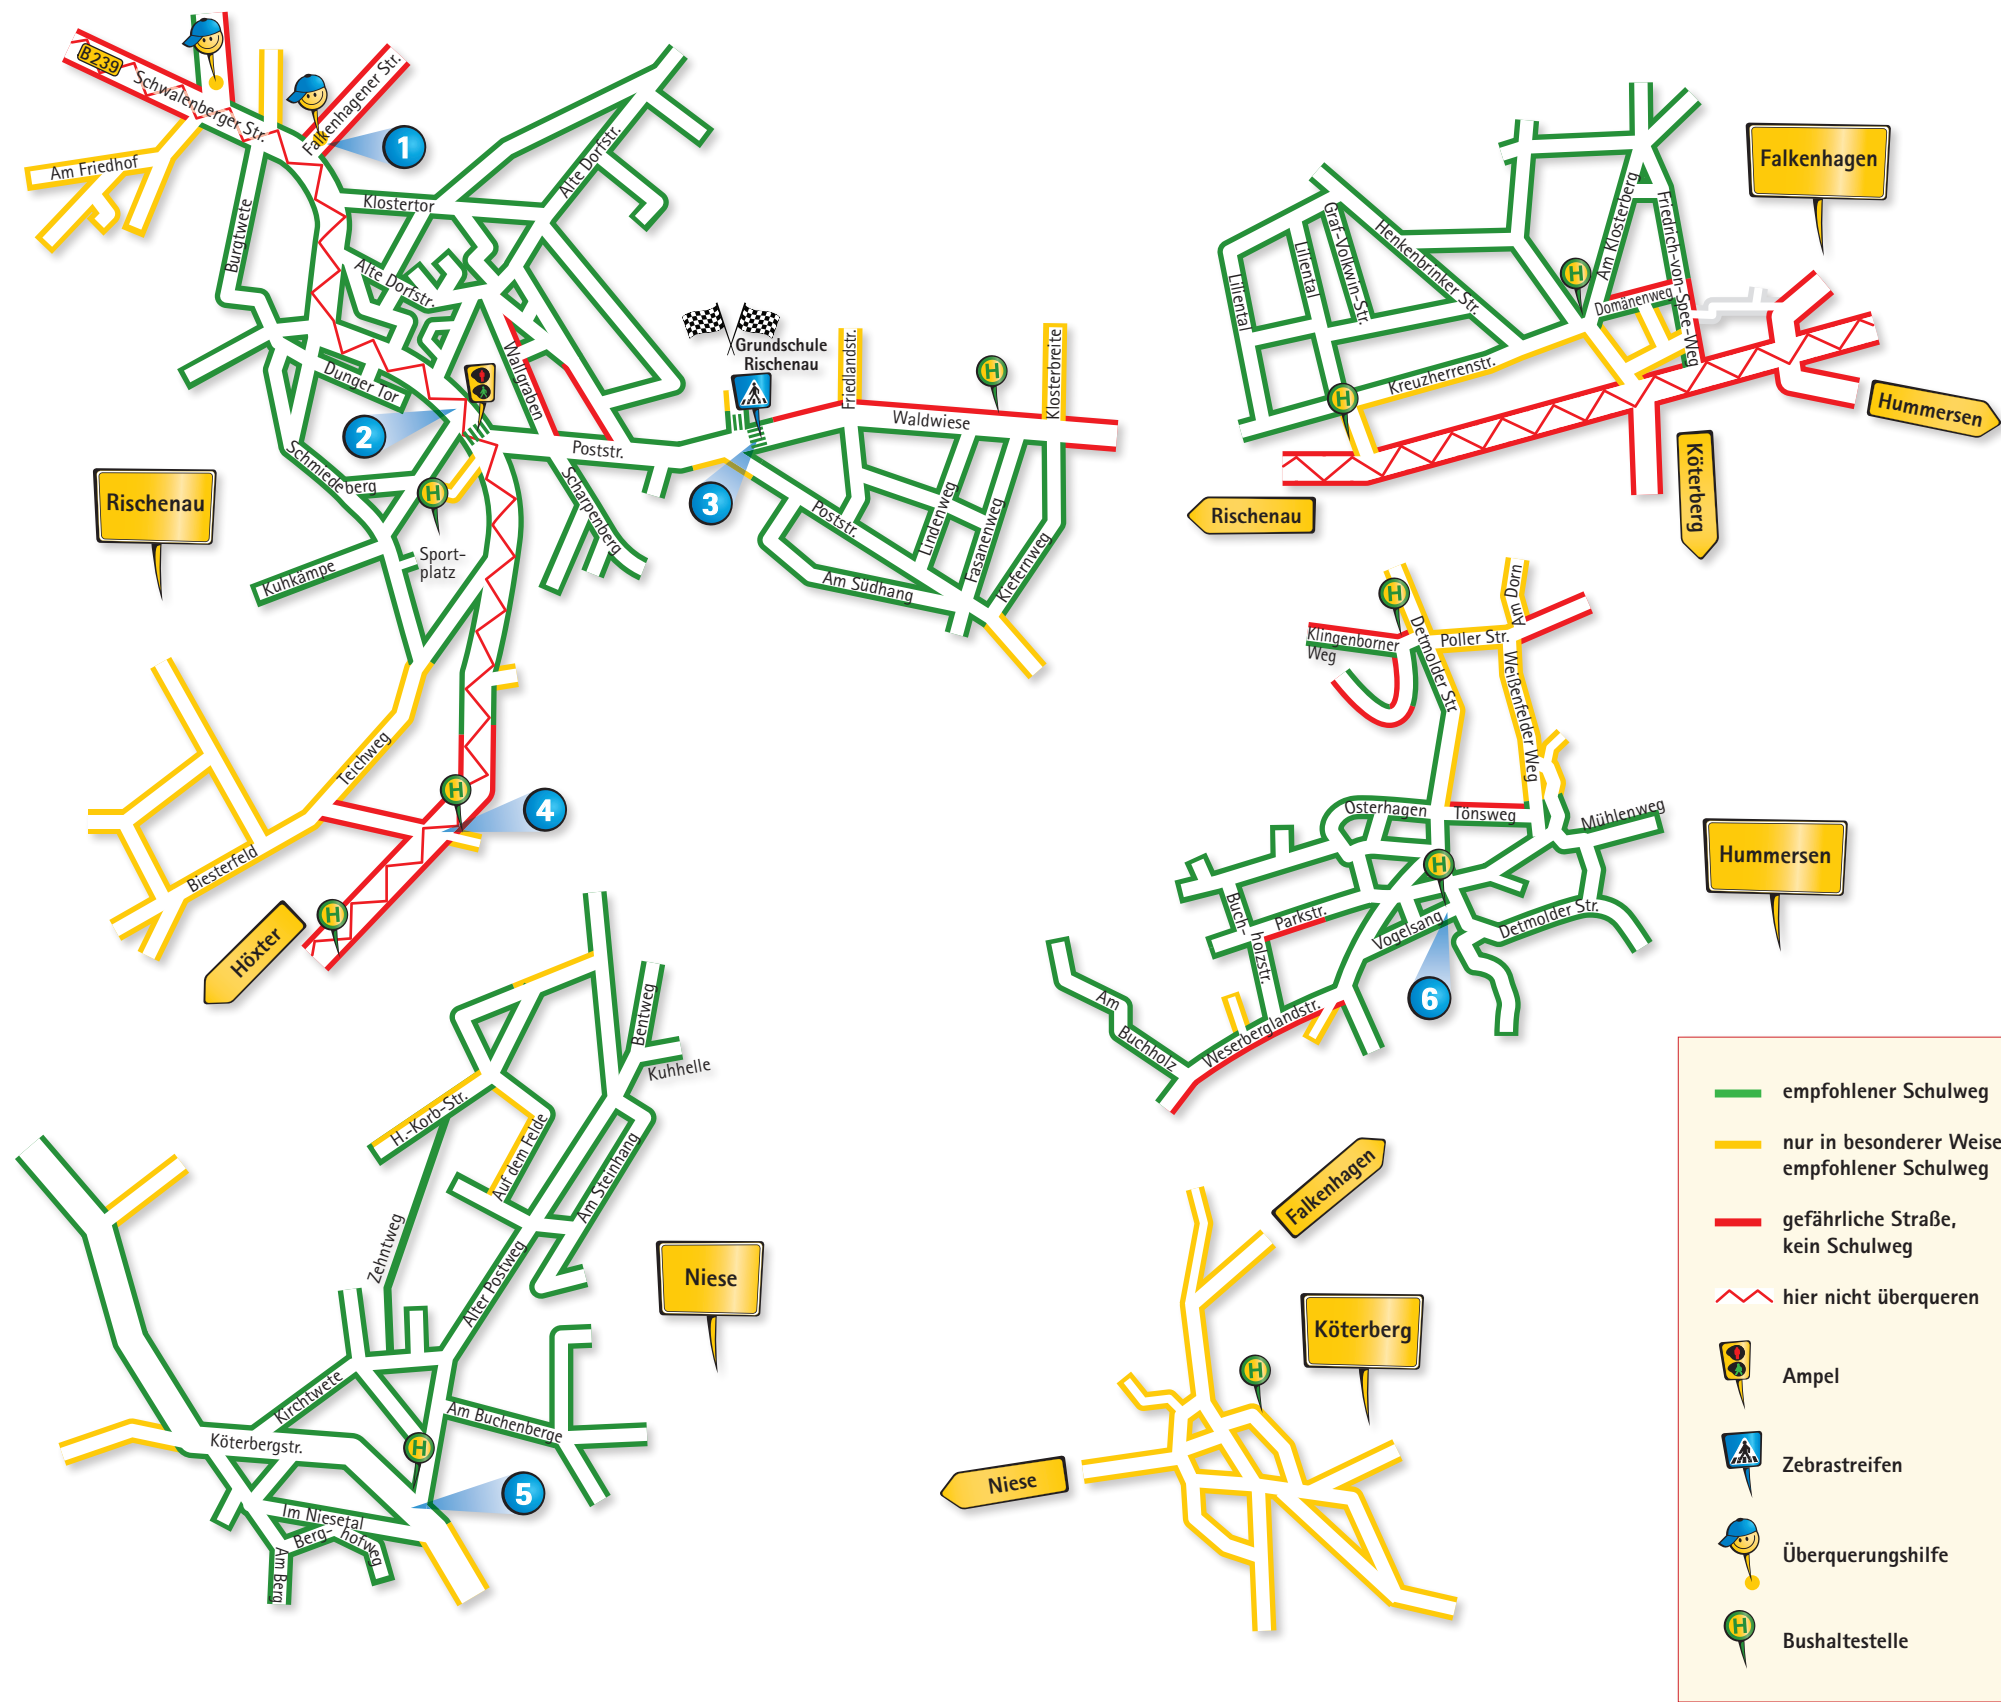 B239
Schwalenberger Str.
Falkenhagener Str.
1
Am Friedhof
Burgtwete
Klostertor
Alte Dorfstr.
Alte Dorfstr.
Dunger Tor
Wallgraben
2
Grundschule
Rischenau
Friedlandstr.
Klosterbreite
H
Waldwiese
Poststr.
3
Schmiedeberg
H
Scharpenberg
Poststr.
Lindenweg
Fasanenweg
Kiefernweg
Am Südhang
Rischenau
Kuhkämpe
Sport-
platz
Teichweg
Biesterfeld
H
4
H
Höxter
Falkenhagen
Liliental
Liliental
Graf-Volkwin-Str.
Henkenbrinker Str.
H
Am Klosterberg
Friedrich-von-Spee-Weg
Domänenweg
Kreuzherrenstr.
H
Hummersen
Köterberg
Rischenau
H
Klingenborner
Weg
Detmolder Str.
Poller Str.
Am Dorn
Weißenfelder Weg
Osterhagen
Tönsweg
Mühlenweg
H
Hummersen
Buch-
holzstr.
Parkstr.
Vogelsang
Detmolder Str.
6
Am
Buchholz
Weserberglandstr.
Bentweg
Kuhhelle
H.-Korb-Str.
Auf dem Felde
Am Steinhang
Zehntweg
Alter Postweg
Niese
Kirchtwete
Am Buchenberge
Köterbergstr.
H
5
Im Niesetal
Berg-
hofweg
Am Berg
Falkenhagen
Köterberg
H
Niese
empfohlener Schulweg
nur in besonderer Weise
empfohlener Schulweg
gefährliche Straße,
kein Schulweg
hier nicht überqueren
Ampel
Zebrastreifen
Überquerungshilfe
H
Bushaltestelle